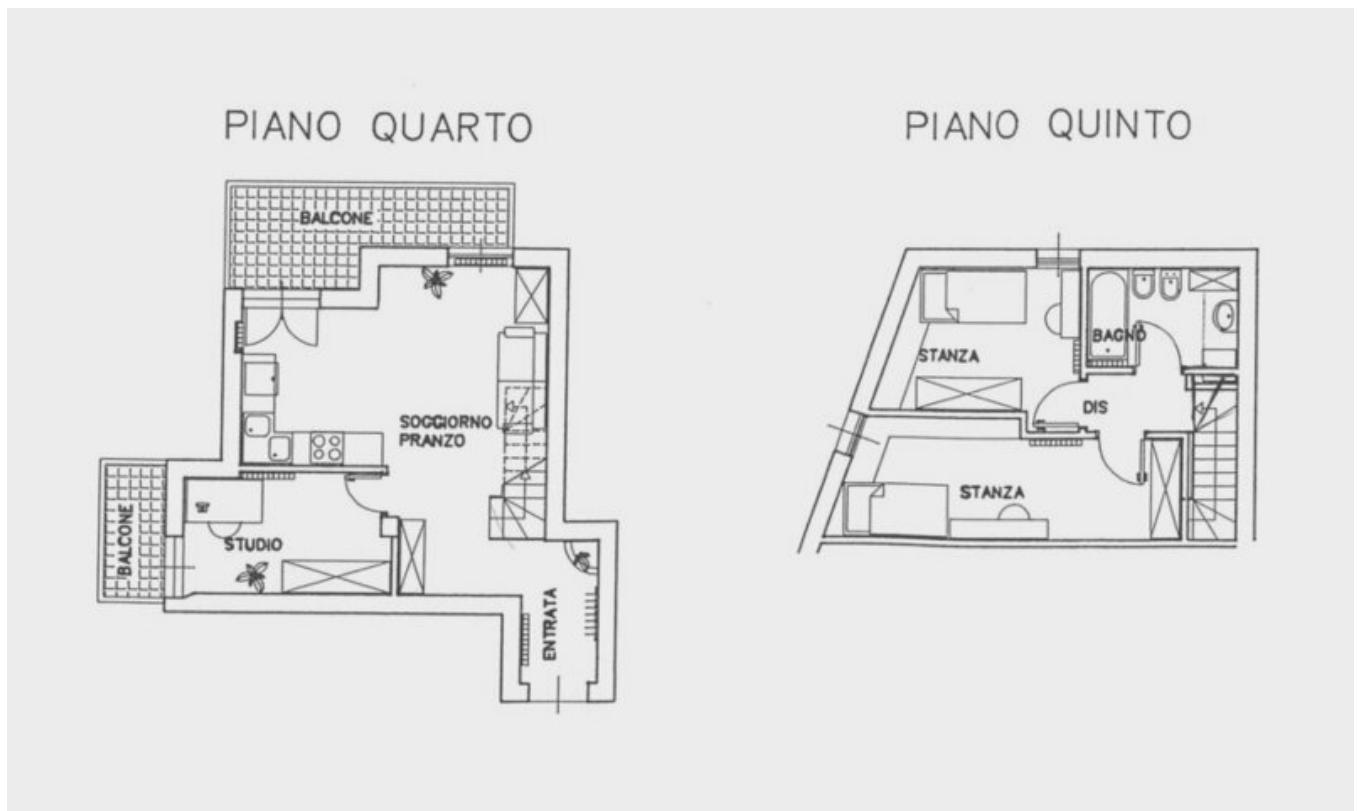 PIANO QUARTO
BALCONE
SOGGIORNO
PRANZO
BALCONE
STUDIO
ENTRATA
PIANO QUINTO
BAGNO
STANZA
DIS
STANZA